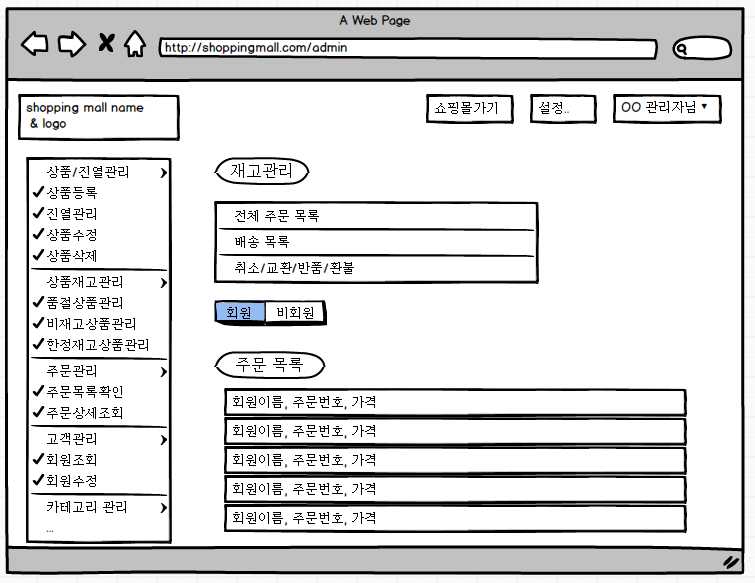 A Web Page
http://shoppingmall.com/admin
shopping mall name
& logo
쇼핑몰가기
설정..
OO 관리자님
상품/진열관리
상품등록
진열관리
상품수정
상품삭제
상품재고관리
품절상품관리
비재고상품관리
한정재고상품관리
주문관리
주문목록확인
주문상세조회
고객관리
회원조회
회원수정
카테고리 관리
...
재고관리
전체 주문 목록
배송 목록
취소/교환/반품/환불
회원 비회원
주문 목록
회원이름, 주문번호, 가격
회원이름, 주문번호, 가격
회원이름, 주문번호, 가격
회원이름, 주문번호, 가격
회원이름, 주문번호, 가격